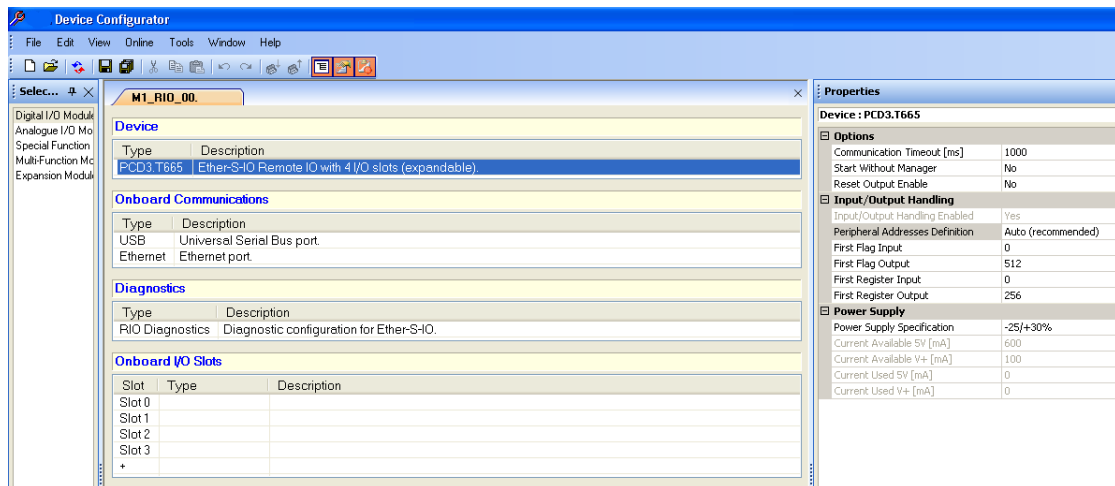 Device Configurator
File Edit View Online Tools Window Help
Selec...
Digital I/O Module
Analogue I/O Mo
Special Function
Multi-Function Mo
Expansion Module
M1_RIO_00.
Device
Type Description
PCD3.T665 Ether-S-IO Remote IO with 4 I/O slots (expandable).
Onboard Communications
Type Description
USB Universal Serial Bus port.
Ethernet Ethernet port.
Diagnostics
Type Description
RIO Diagnostics Diagnostic configuration for Ether-S-IO.
Onboard I/O Slots
Slot Type Description
Slot 0
Slot 1
Slot 2
Slot 3
+
Properties
Device : PCD3.T665
Options
Communication Timeout [ms] 1000
Start Without Manager No
Reset Output Enable No
Input/Output Handling
Input/Output Handling Enabled Yes
Peripheral Addresses Definition Auto (recommended)
First Flag Input 0
First Flag Output 512
First Register Input 0
First Register Output 256
Power Supply
Power Supply Specification -25/+30%
Current Available 5V [mA] 600
Current Available V+ [mA] 100
Current Used 5V [mA] 0
Current Used V+ [mA] 0